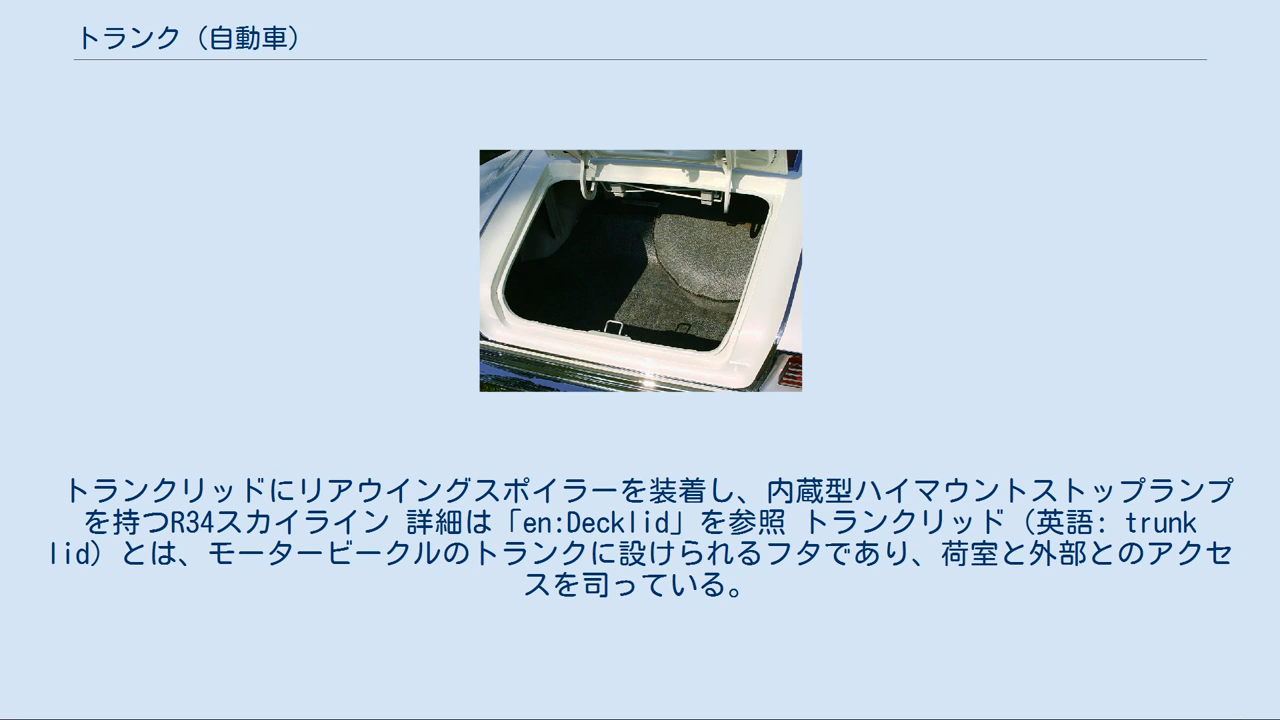 トランク（自動車）
トランクリッドにリアウイングスポイラーを装着し、内蔵型ハイマウントストップランプ
を持つR34スカイライン 詳細は「en:Decklid」を参照 トランクリッド（英語: trunk
lid）とは、モータービークルのトランクに設けられるフタであり、荷室と外部とのアクセ
スを司っている。